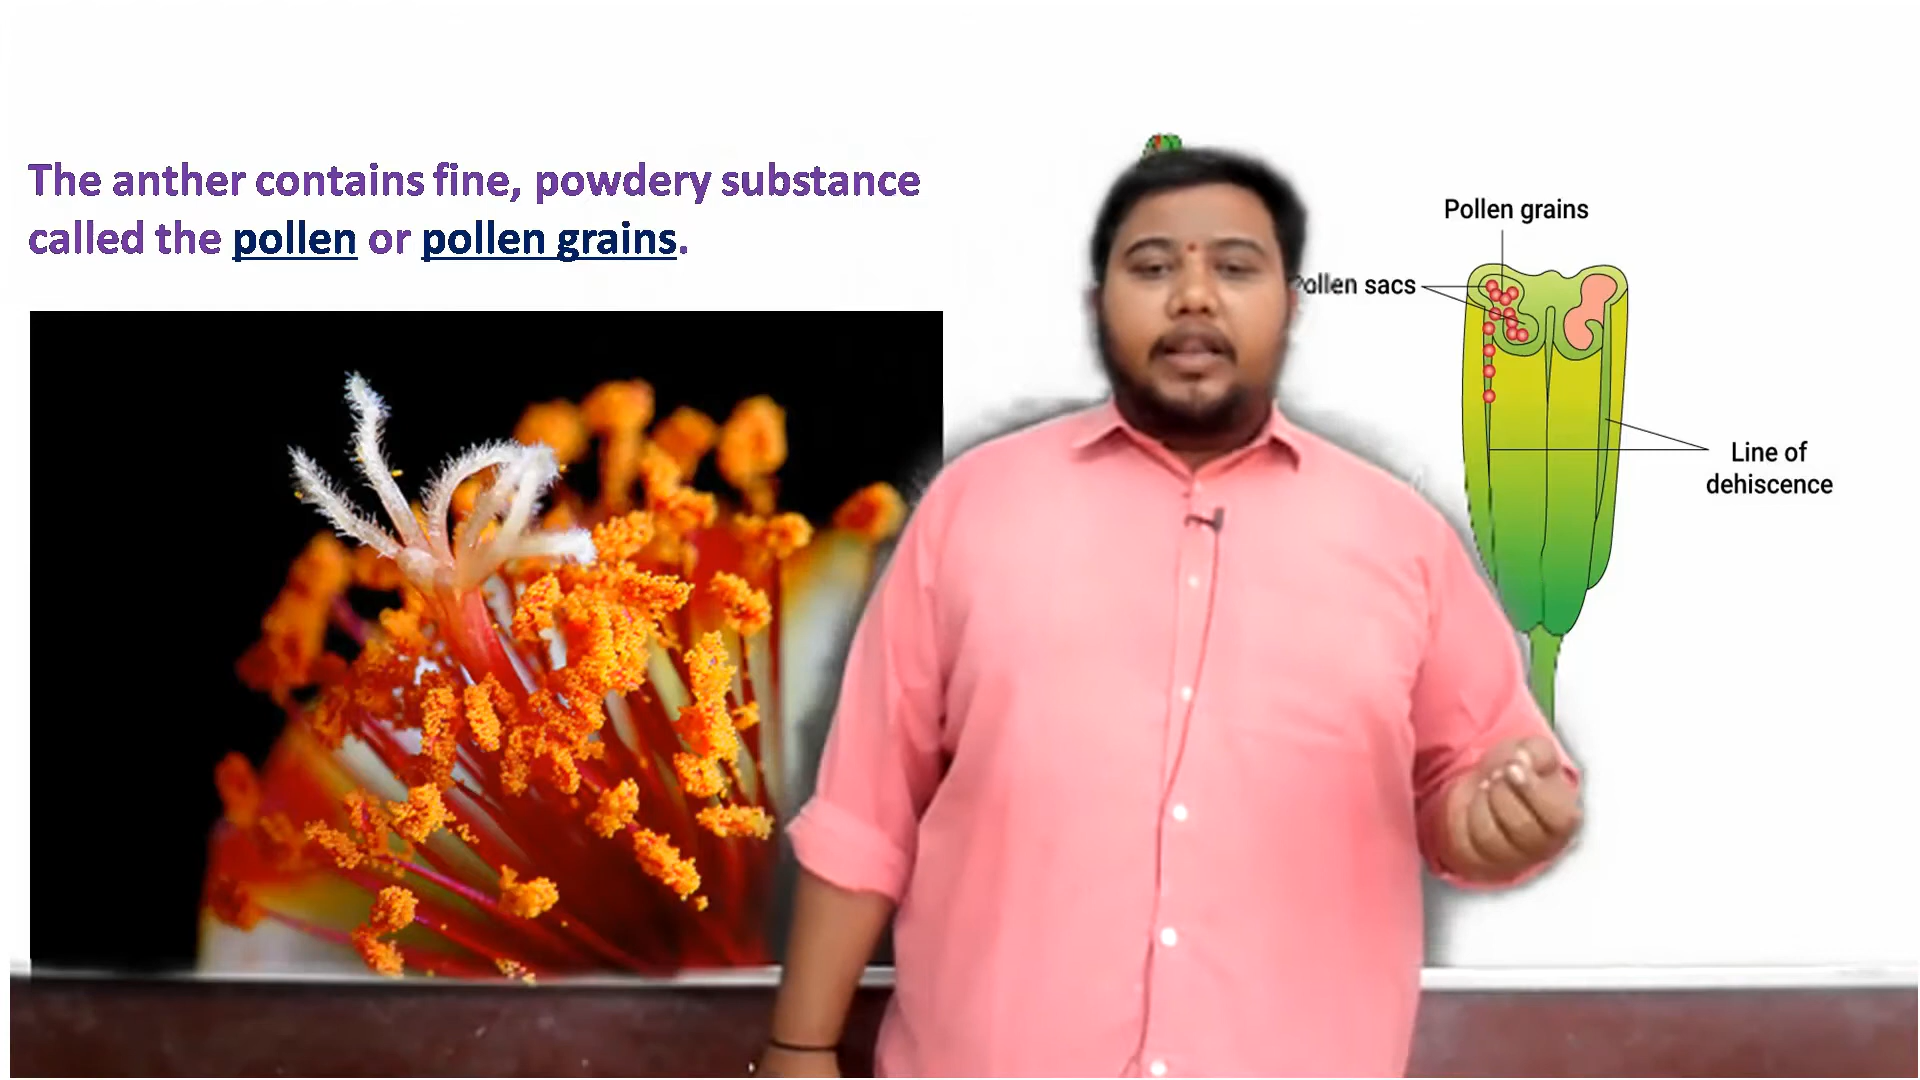 The anther contains fine, powdery substance
called the pollen or pollen grains.
Pollen grains
ollen sacs
Line of
dehiscence